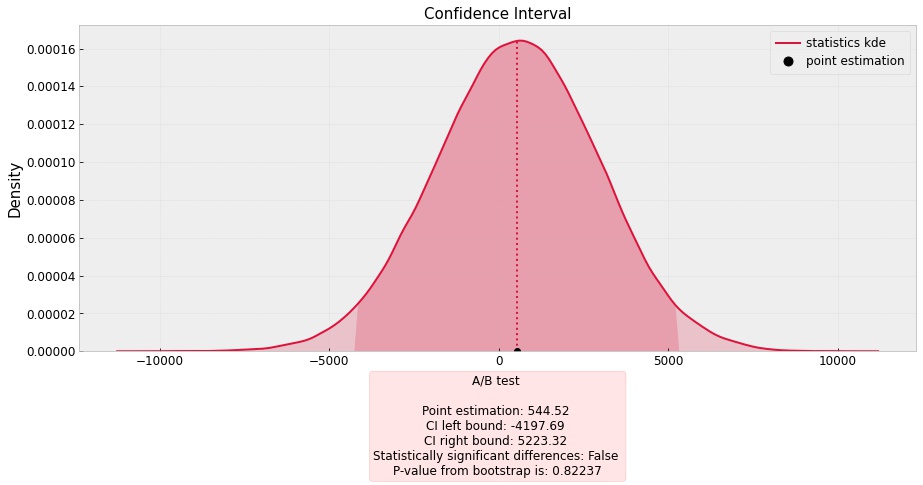 Confidence Interval
statistics kde
point estimation
Density
0.00016
0.00014
0.00012
0.00010
0.00008
0.00006
0.00004
0.00002
0.00000
−10000
−5000
0
5000
10000
A/B test
Point estimation: 544.52
CI left bound: -4197.69
CI right bound: 5223.32
Statistically significant differences: False
P-value from bootstrap is: 0.82237